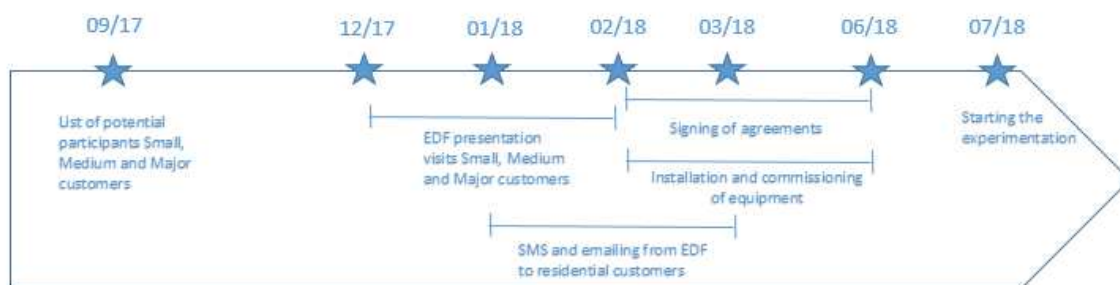 09/17
12/17
01/18
02/18
03/18
06/18
07/18
List of potential
participants Small,
Medium and Major
customers
EDF presentation
visits Small, Medium
and Major customers
Signing of agreements
Installation and commissioning
of equipment
SMS and emailing from EDF
to residential customers
Starting the
experimentation